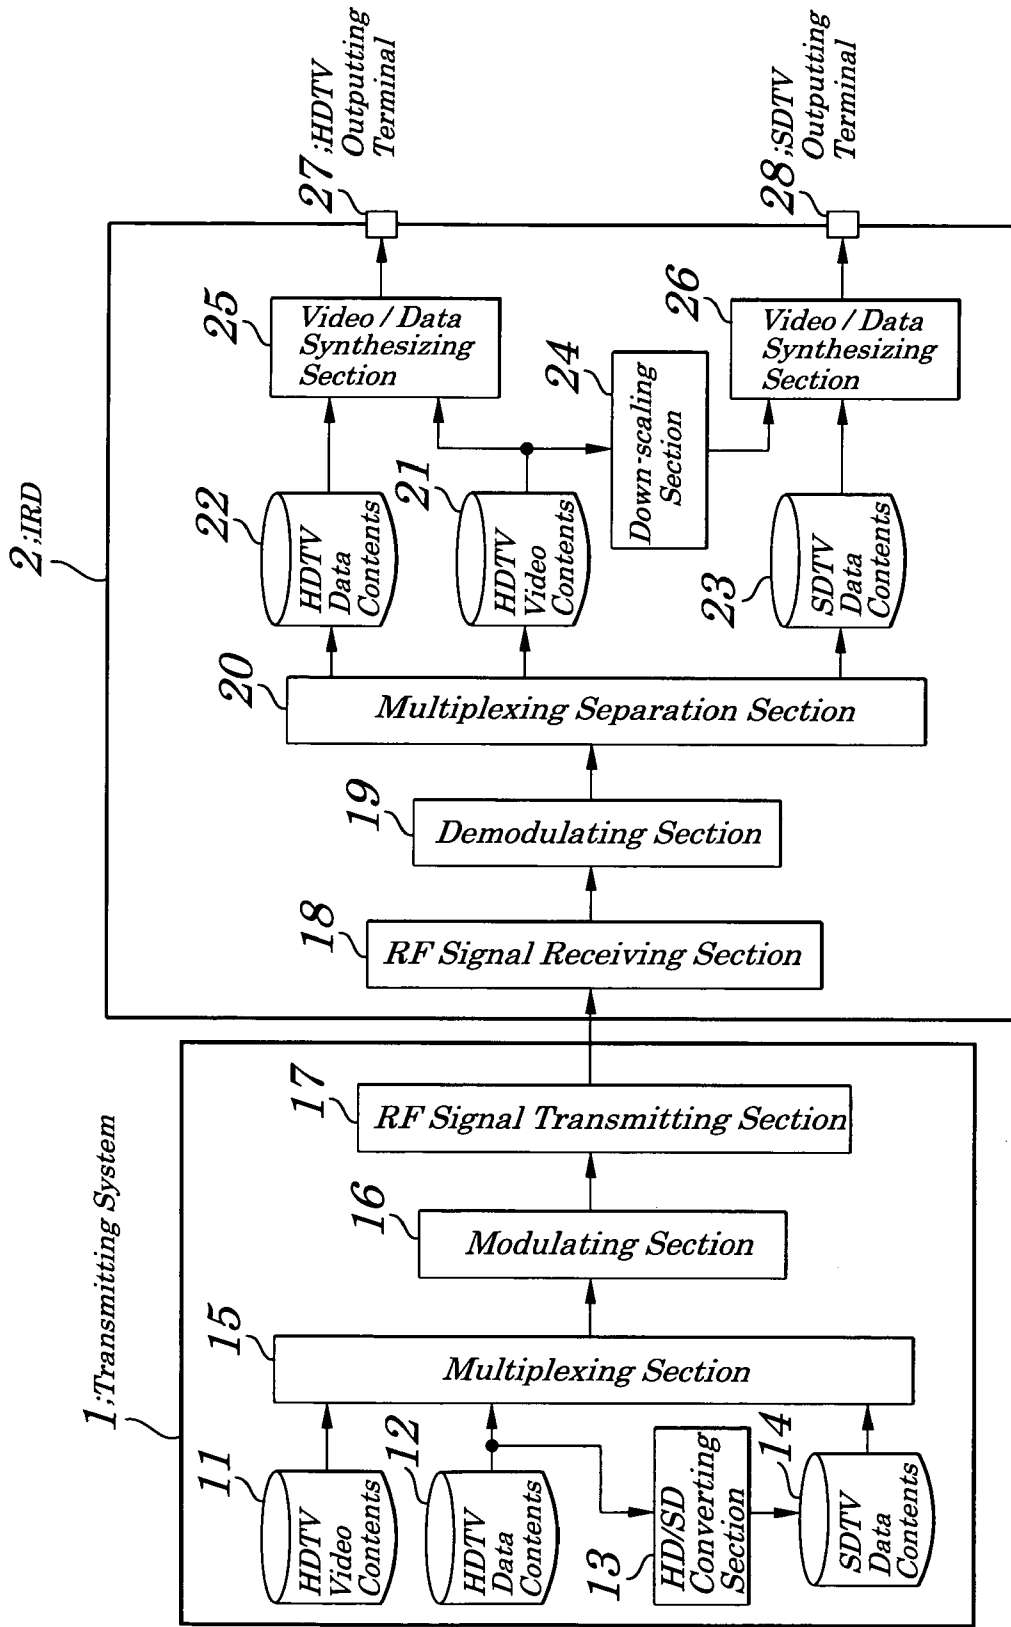 1;Transmitting System
11
HDTV
Video
Contents
12
HDTV
Data
Contents
13
HD/SD
Converting
Section
14
SDTV
Data
Contents
15
Multiplexing Section
16
Modulating Section
17
RF Signal Transmitting Section
2;IRD
18
RF Signal Receiving Section
19
Demodulating Section
20
Multiplexing Separation Section
22
HDTV
Data
Contents
21
HDTV
Video
Contents
23
SDTV
Data
Contents
24
Down-scaling
Section
25
Video / Data
Synthesizing
Section
26
Video / Data
Synthesizing
Section
27;HDTV
Outputting
Terminal
28;SDTV
Outputting
Terminal